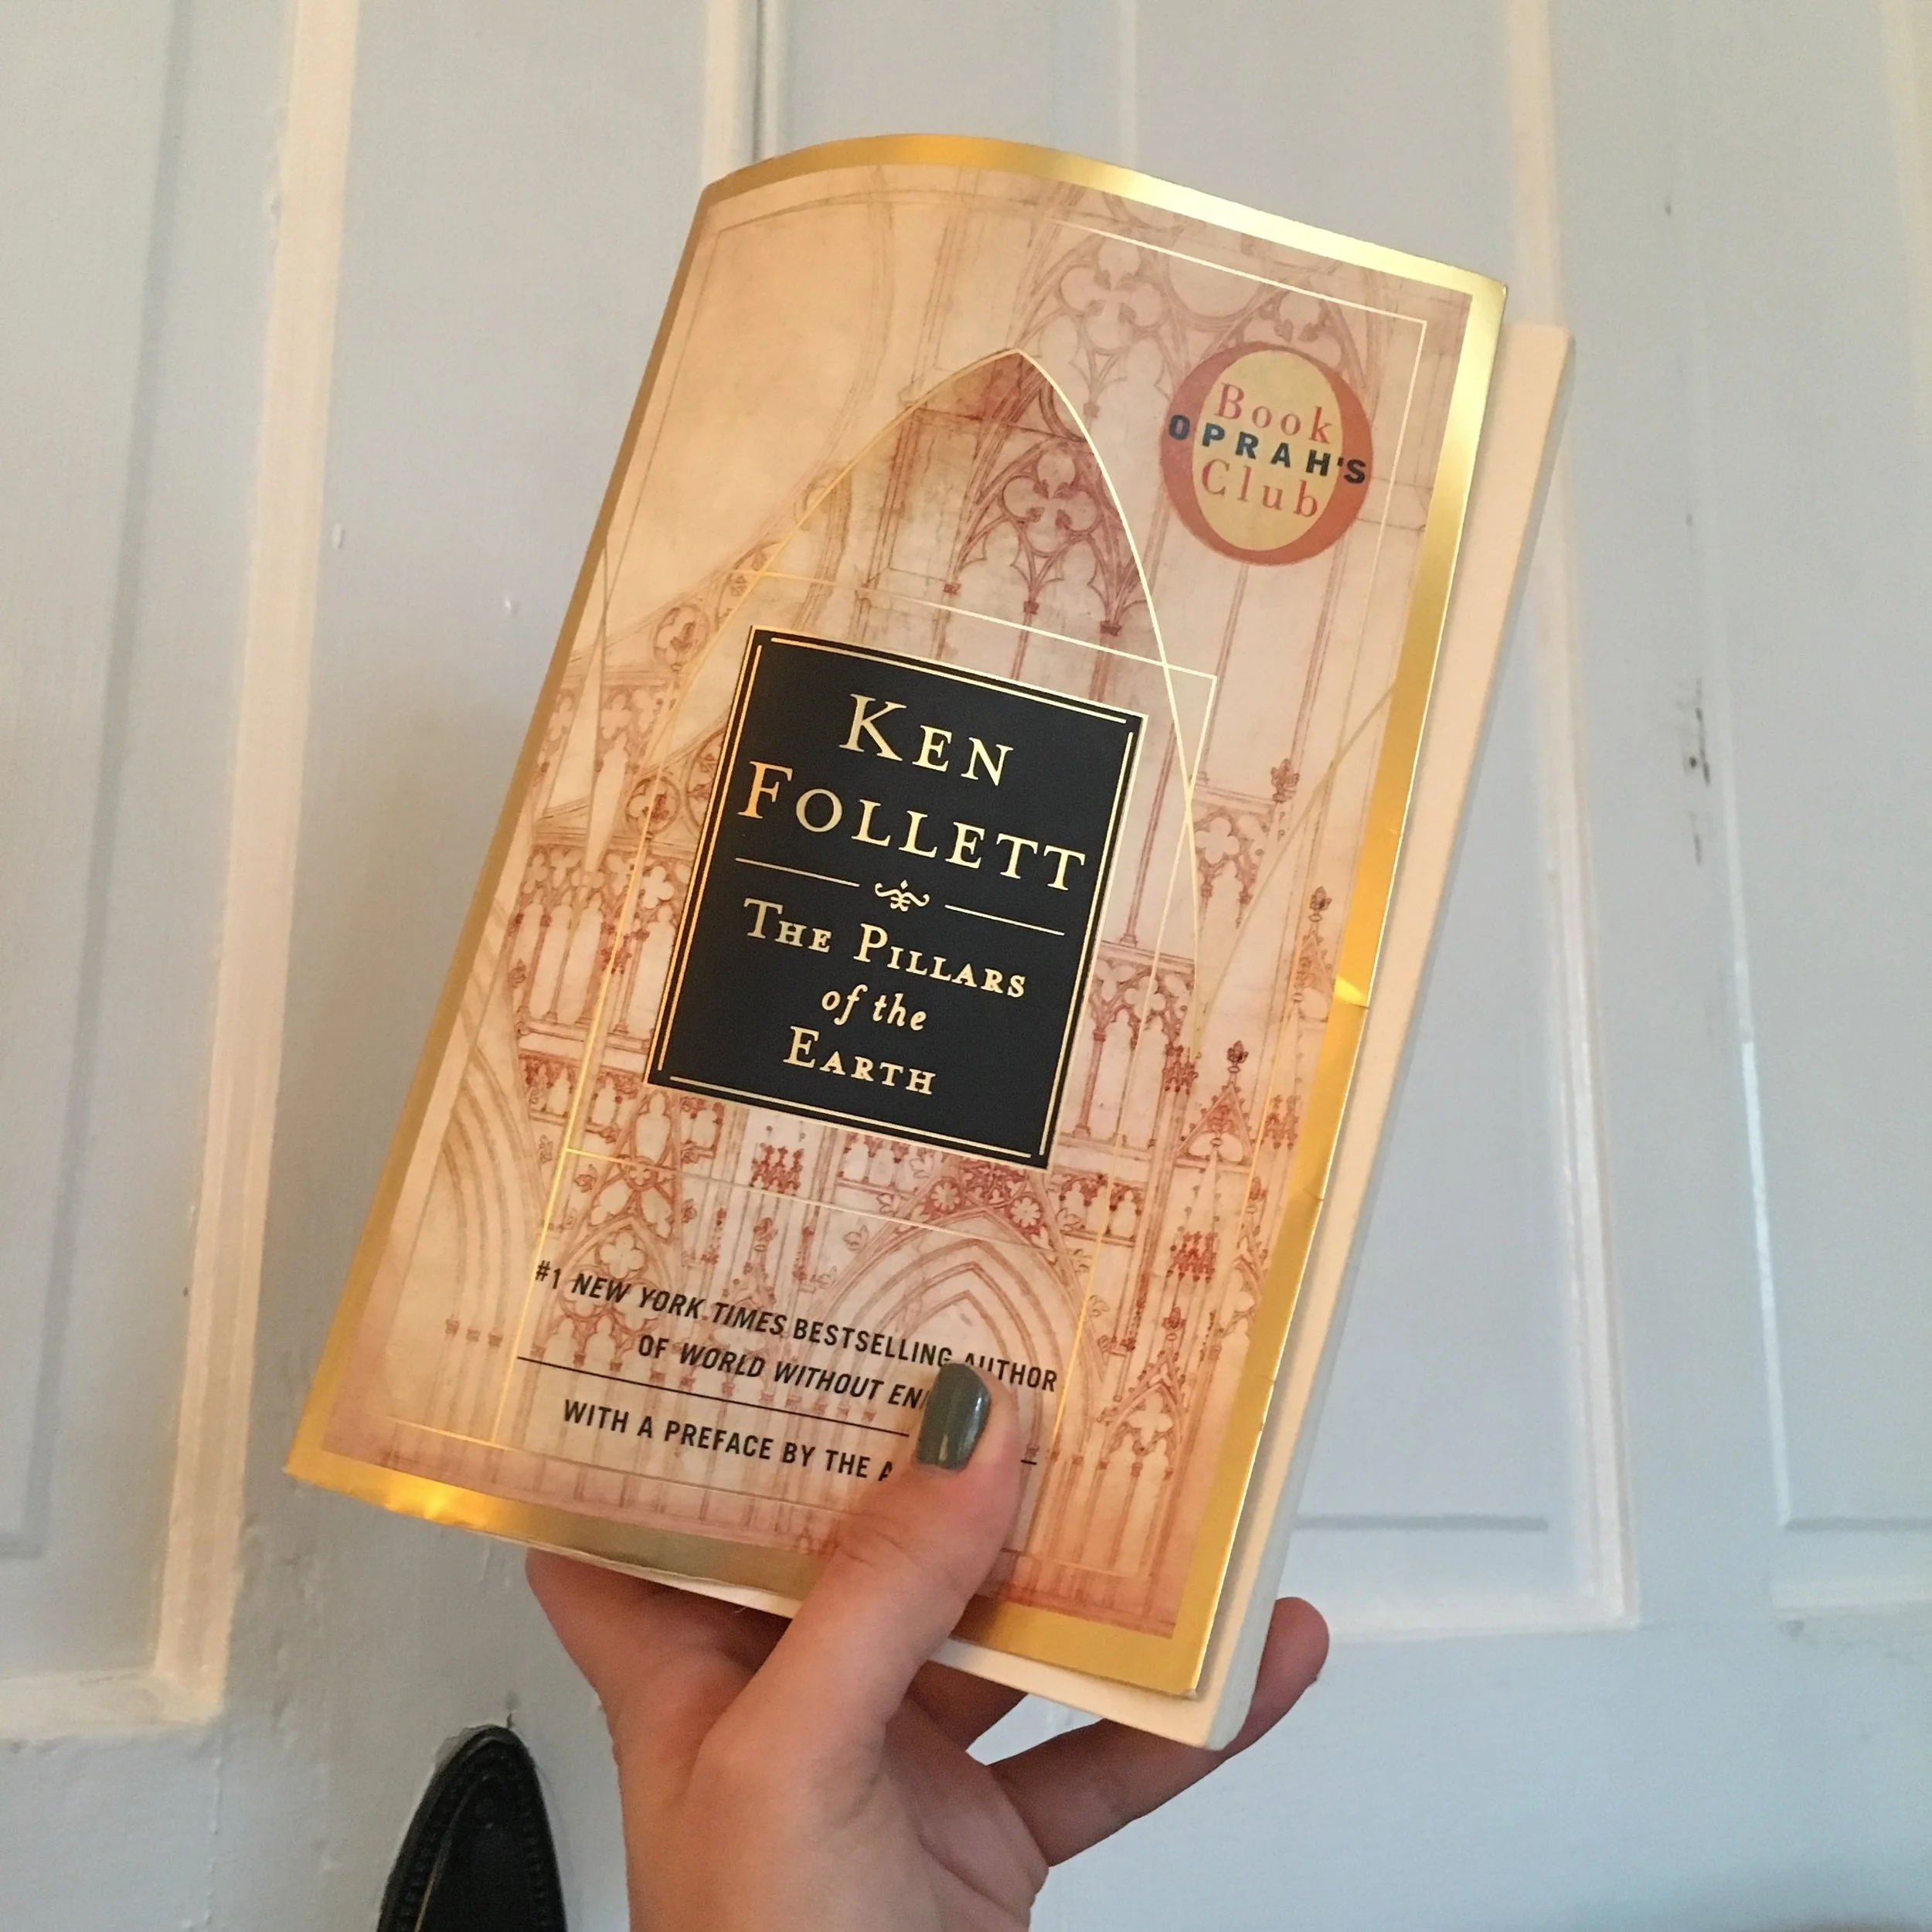 Book
OPRAH'S
Club
KEN
FOLLETT
THE PILLARS
of the
EARTH
#1 NEW YORK TIMES BESTSELLING AUTHOR
OF WORLD WITHOUT
WITH A PREFACE BY THE